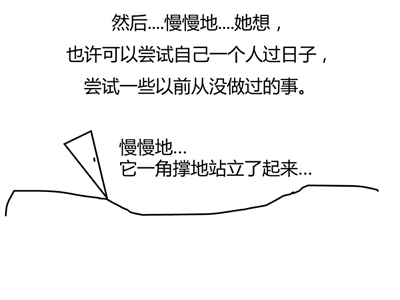 然后....慢慢地....她想，
也许可以尝试自己一个人过日子，
尝试一些以前从没做过的事。
慢慢地...
它一角撑地站立了起来...